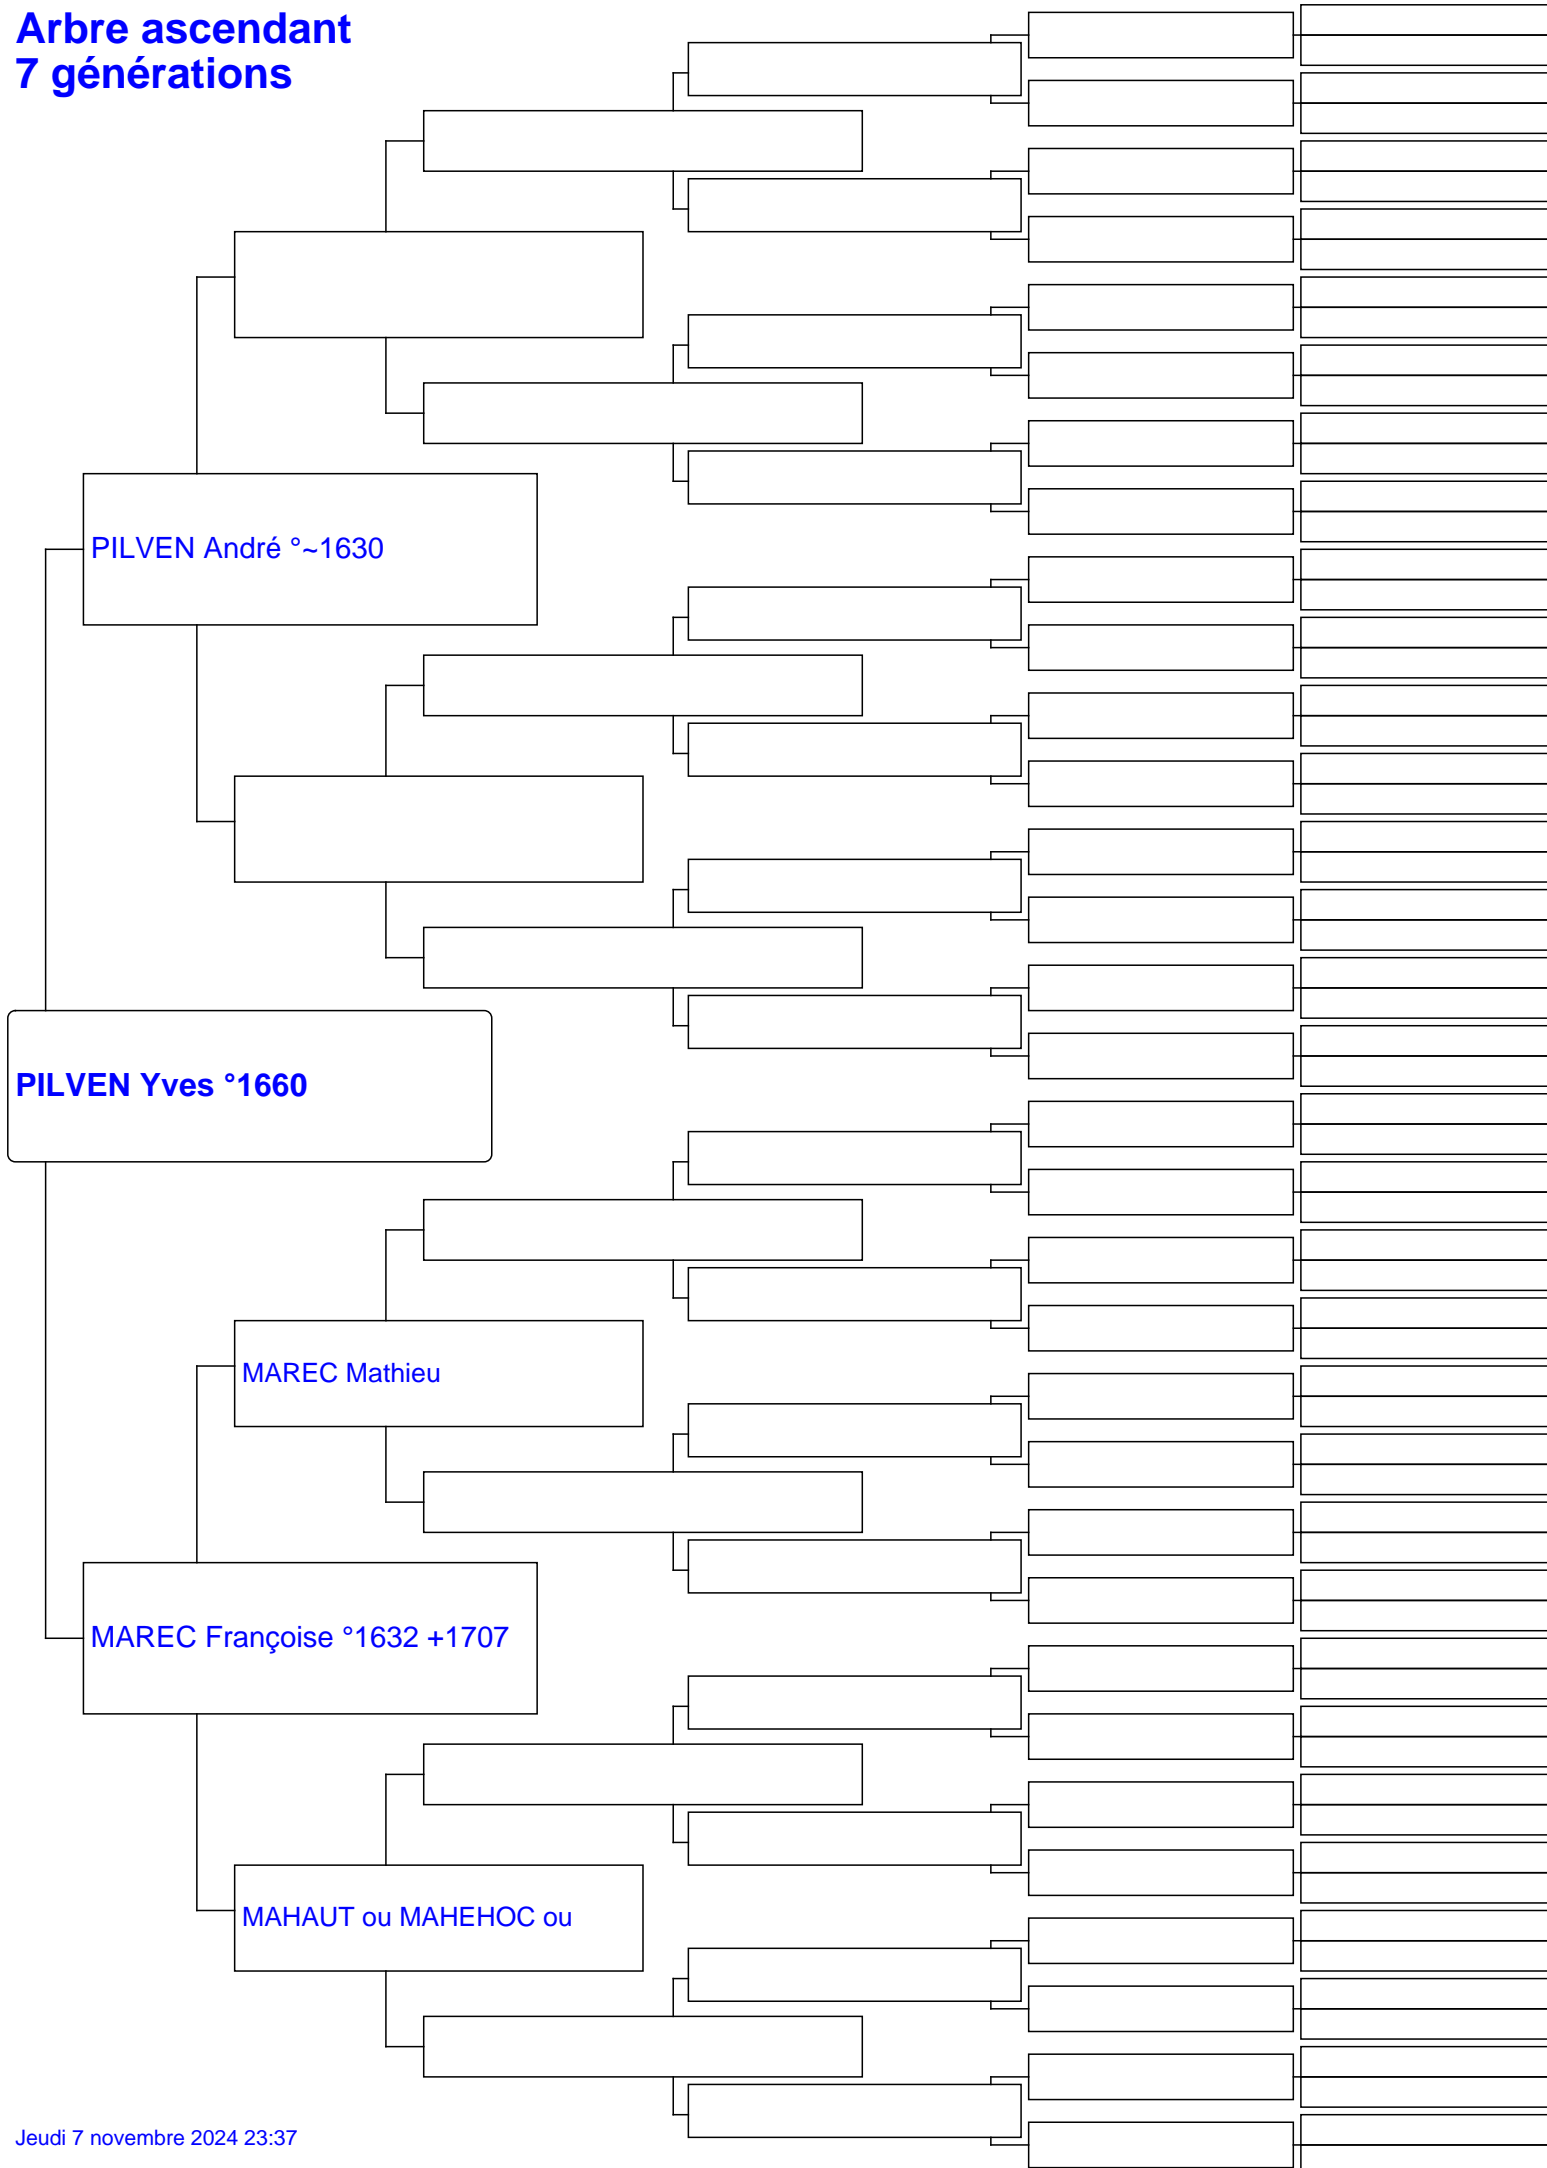 Arbre ascendant
7 générations
PILVEN André °~1630
PILVEN Yves °1660
MAREC Mathieu
MAREC Françoise °1632 +1707
MAHAUT ou MAHEHOC ou
Jeudi 7 novembre 2024 23:37